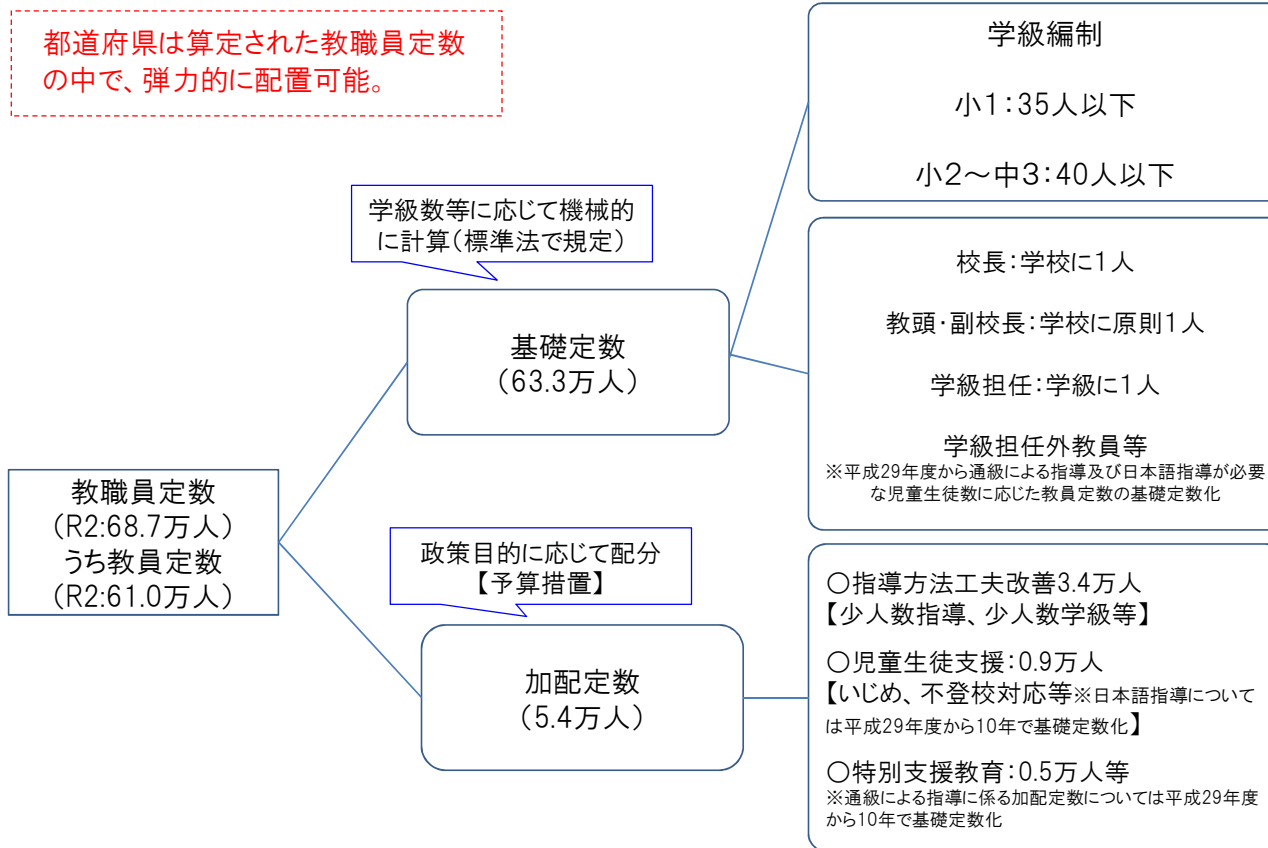 都道府県は算定された教職員定数
の中で、弾力的に配置可能。
学級編制
小1:35人以下
小2～中3:40人以下
学級数等に応じて機械的
に計算(標準法で規定)
基礎定数
(63.3万人)
校長:学校に1人
教頭・副校長:学校に原則1人
学級担任:学級に1人
学級担任外教員等
※平成29年度から通級による指導及び日本語指導が必要
な児童生徒数に応じた教員定数の基礎定数化
教職員定数
(R2:68.7万人)
うち教員定数
(R2:61.0万人)
政策目的に応じて配分
【予算措置】
加配定数
(5.4万人)
○指導方法工夫改善3.4万人
【少人数指導、少人数学級等】
○児童生徒支援:0.9万人
【いじめ、不登校対応等※日本語指導について
は平成29年度から10年で基礎定数化】
○特別支援教育:0.5万人等
※通級による指導に係る加配定数については平成29年度
から10年で基礎定数化